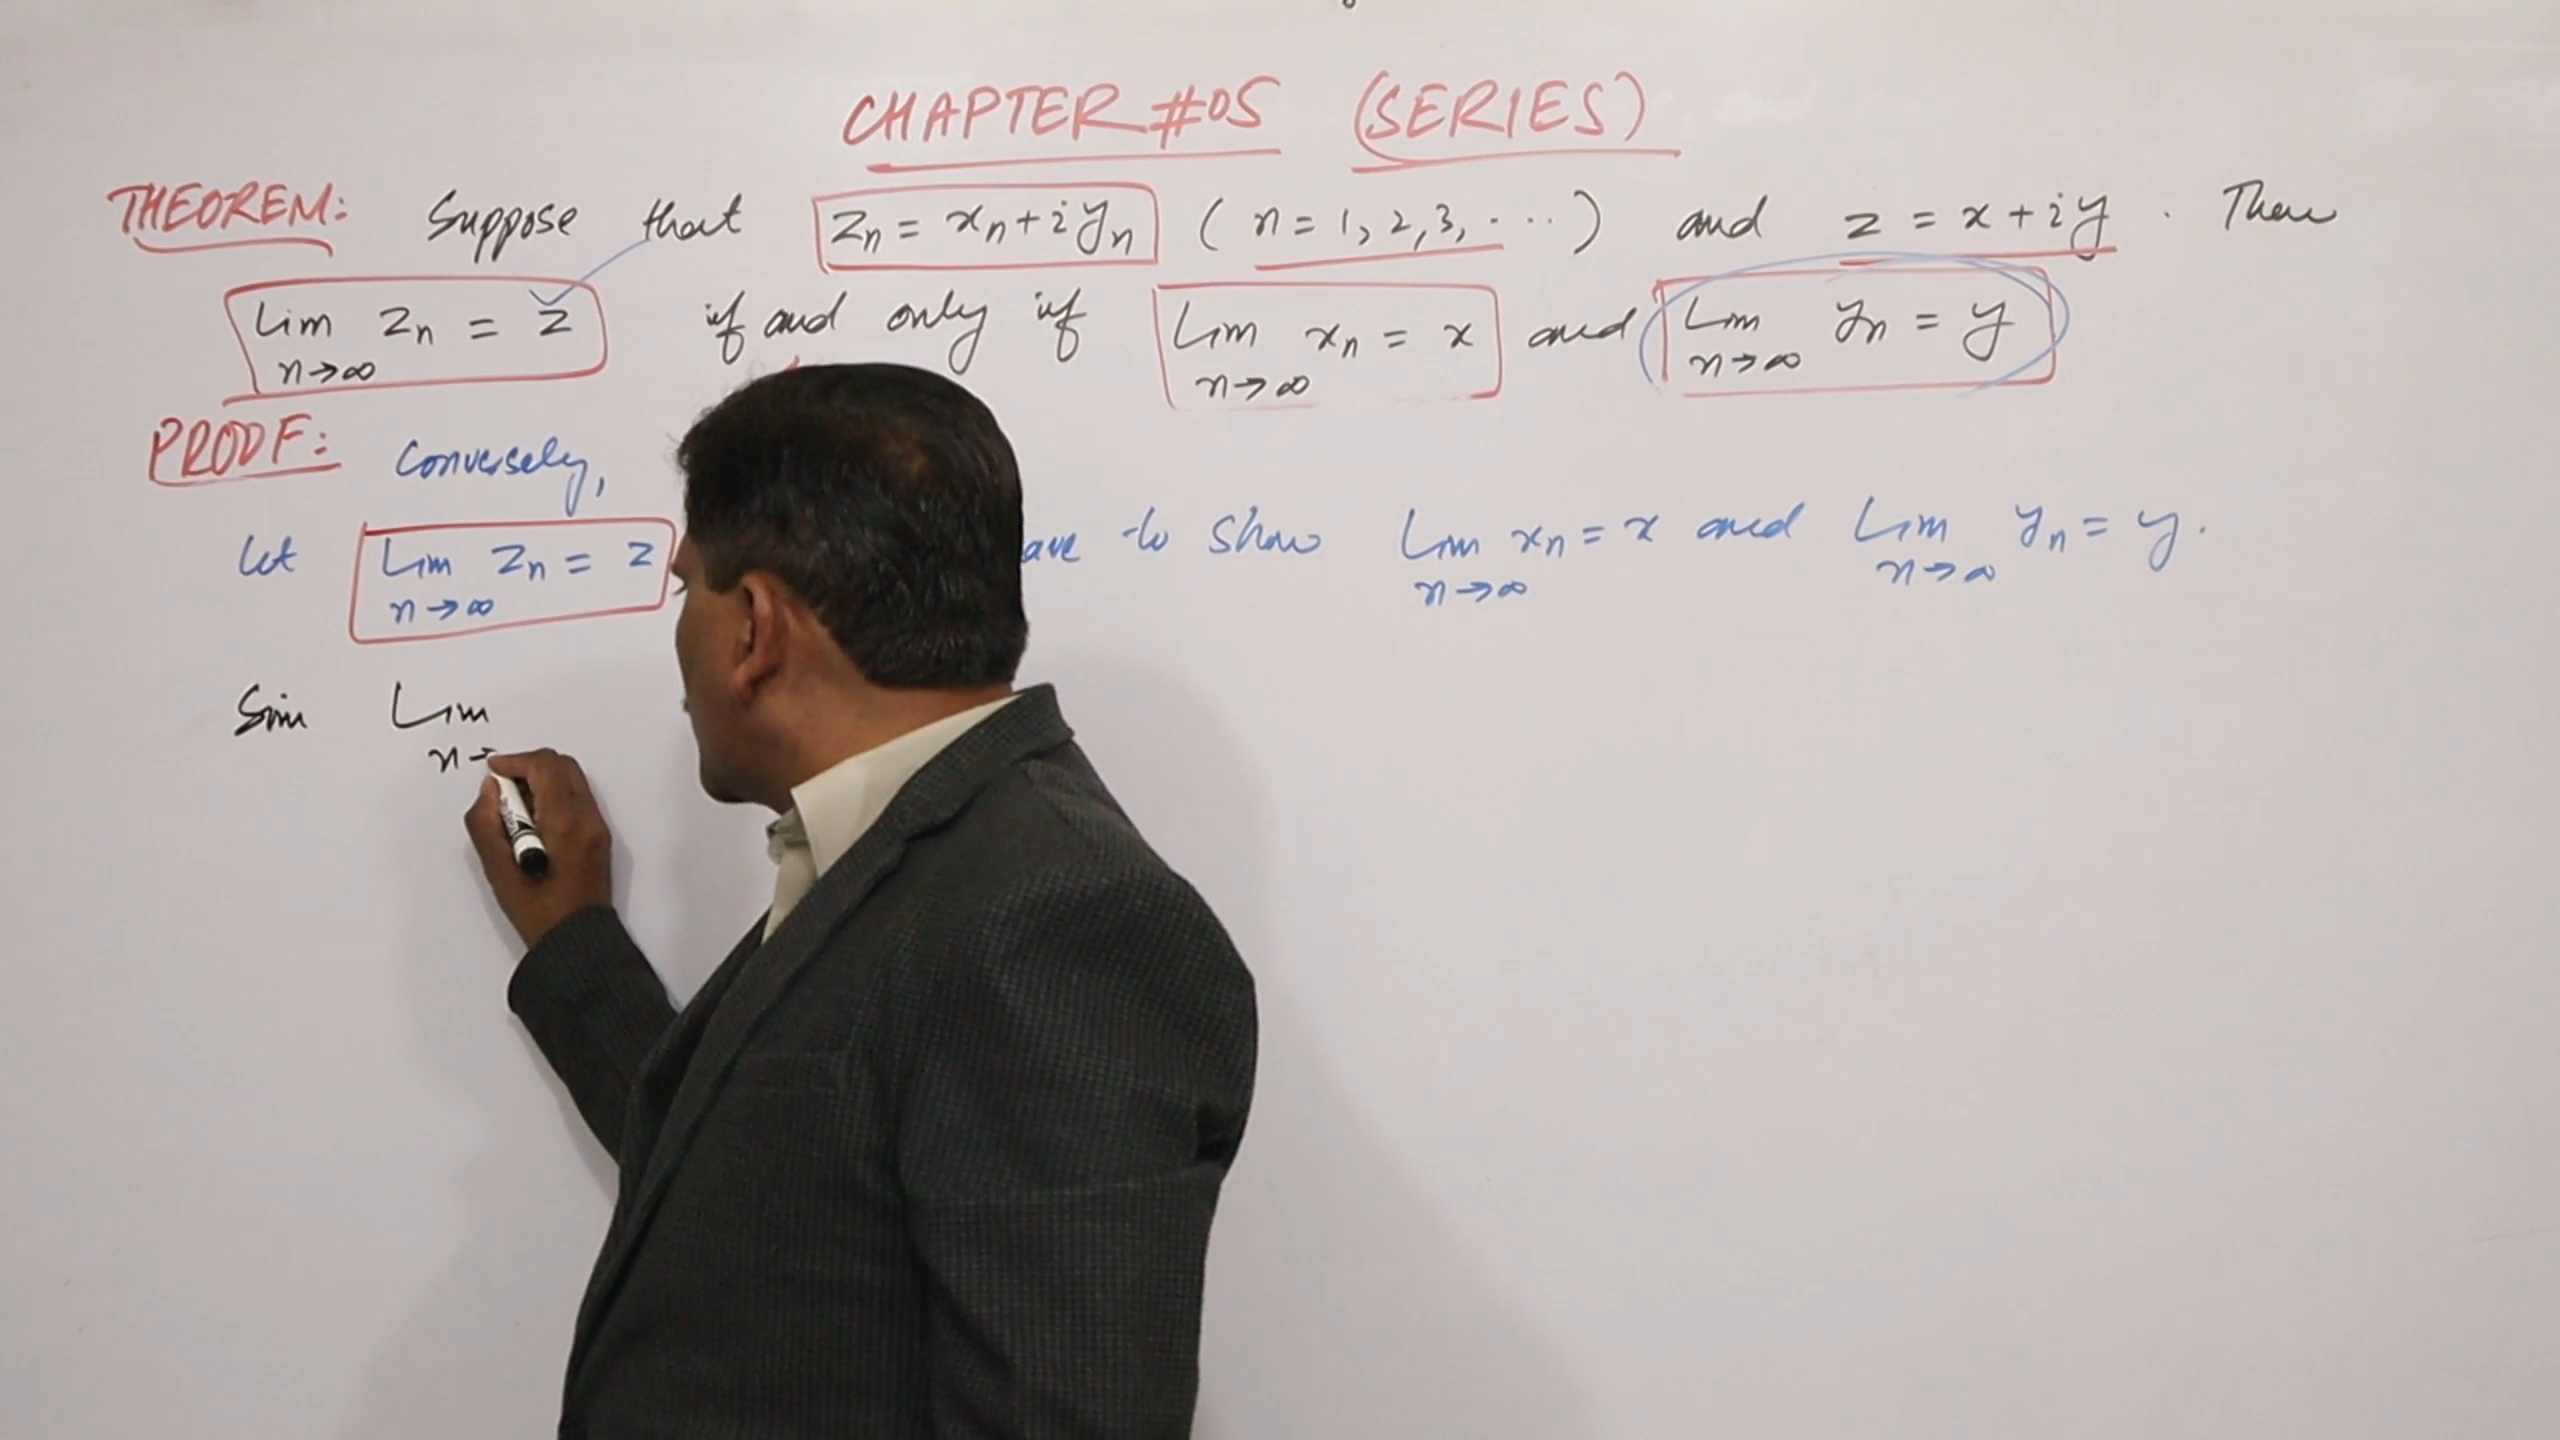 CHAPTER #05 (SERIES)
THEOREM: Suppose that zn = xn + iyn (n = 1, 2, 3, ...) and z = x + iy. Then
Lim n→∞ zn = z if and only if Lim n→∞ xn = x and Lim n→∞ yn = y
PROOF: Conversely,
Let Lim n→∞ zn = z ave to show Lim n→∞ xn = x and Lim n→∞ yn = y.
Sin Lim n→